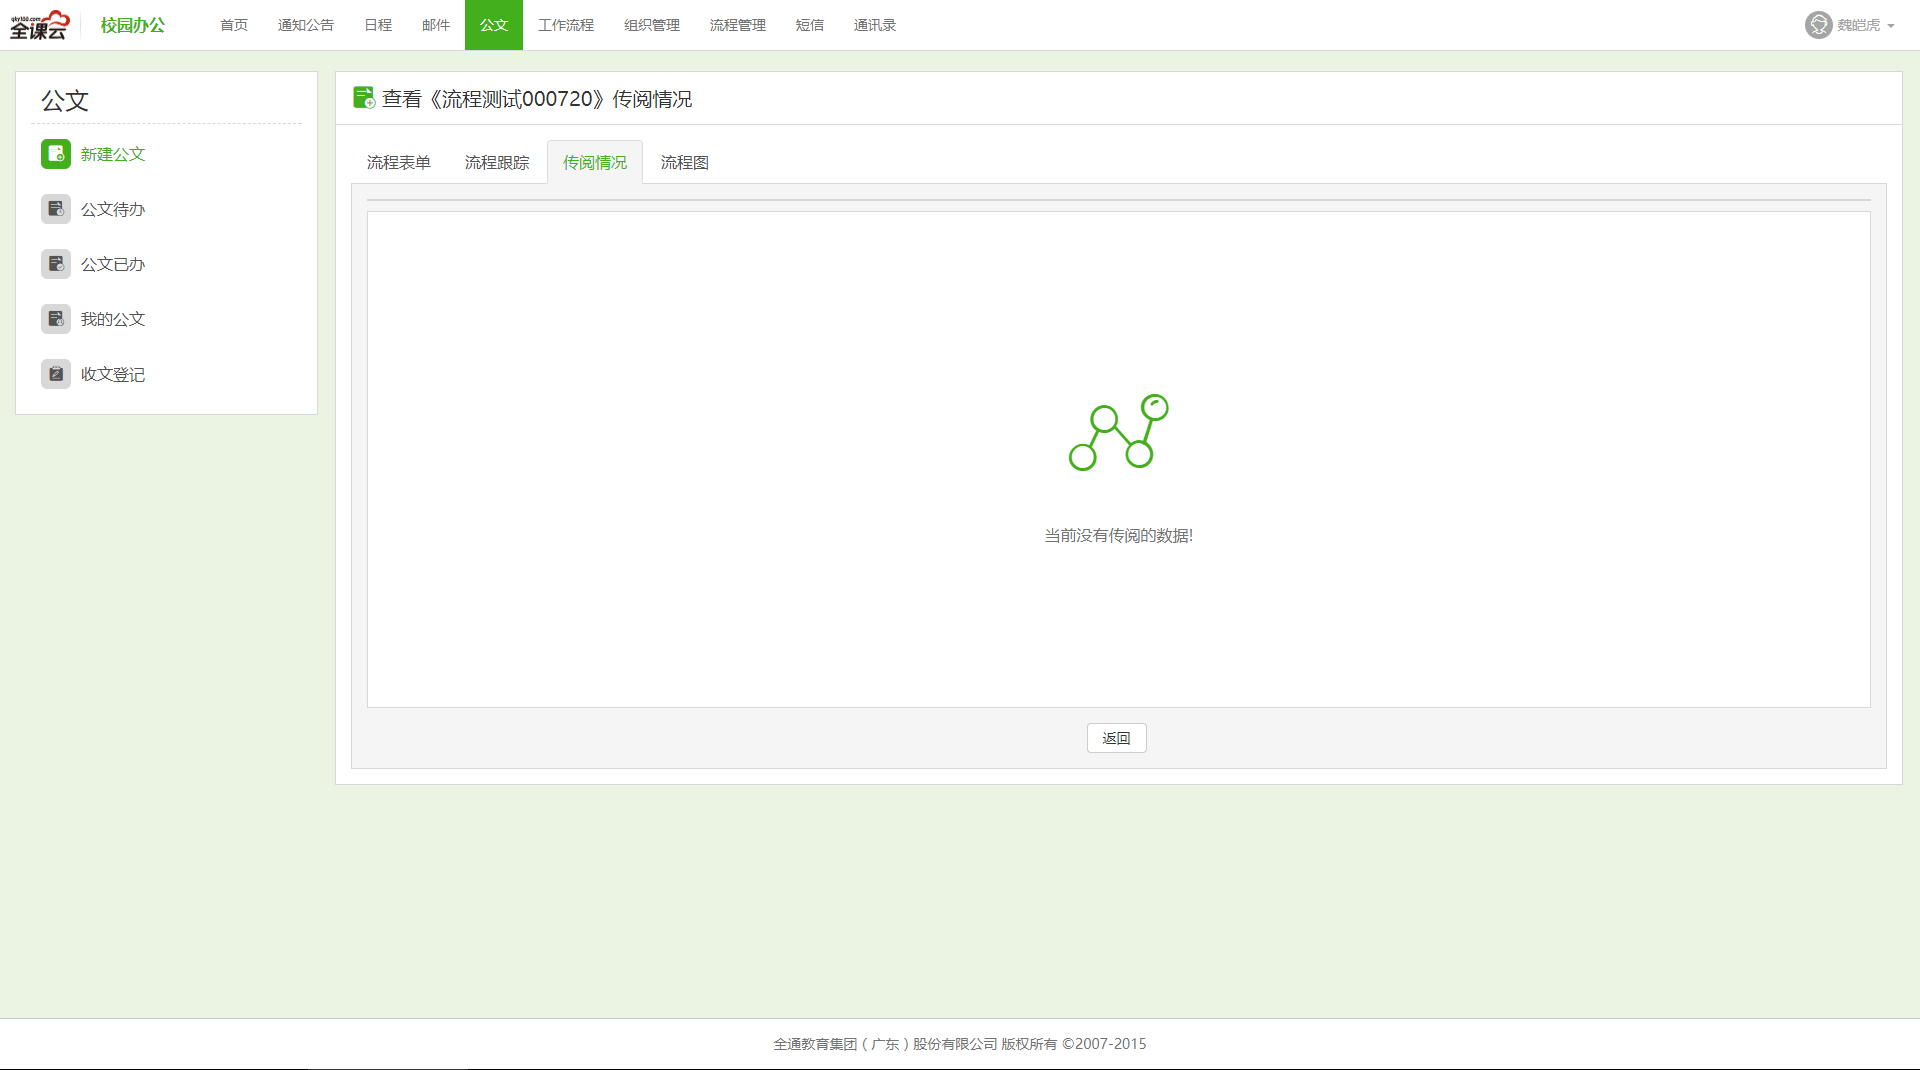 qky100.com
全课云
校园办公
首页 通知公告 日程 邮件 公文 工作流程 组织管理 流程管理 短信 通讯录
魏皑虎
公文
新建公文
公文待办
公文已办
我的公文
收文登记
查看《流程测试000720》传阅情况
流程表单 流程跟踪 传阅情况 流程图
当前没有传阅的数据!
返回
全通教育集团（广东）股份有限公司 版权所有 ©2007-2015